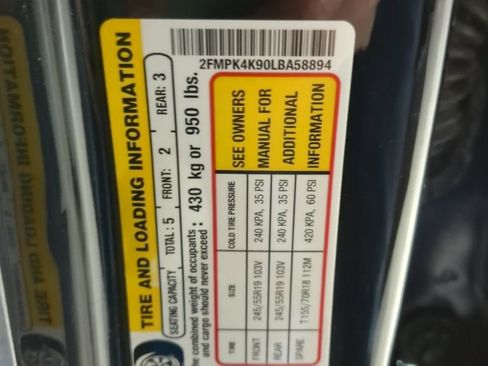 TIRE AND LOADING INFORMATION
SEATING CAPACITY TOTAL: 5 FRONT: 2 REAR: 3
The combined weight of occupants
and cargo should never exceed: 430 kg or 950 lbs.
TIRE SIZE COLD TIRE PRESSURE
FRONT 245/55R19 103V 240 KPA, 35 PSI
REAR 245/55R19 103V 240 KPA, 35 PSI
SPARE T155/70R18 112M 420 KPA, 60 PSI
SEE OWNERS
MANUAL FOR
ADDITIONAL
INFORMATION
2FMPK4K90LBA58894